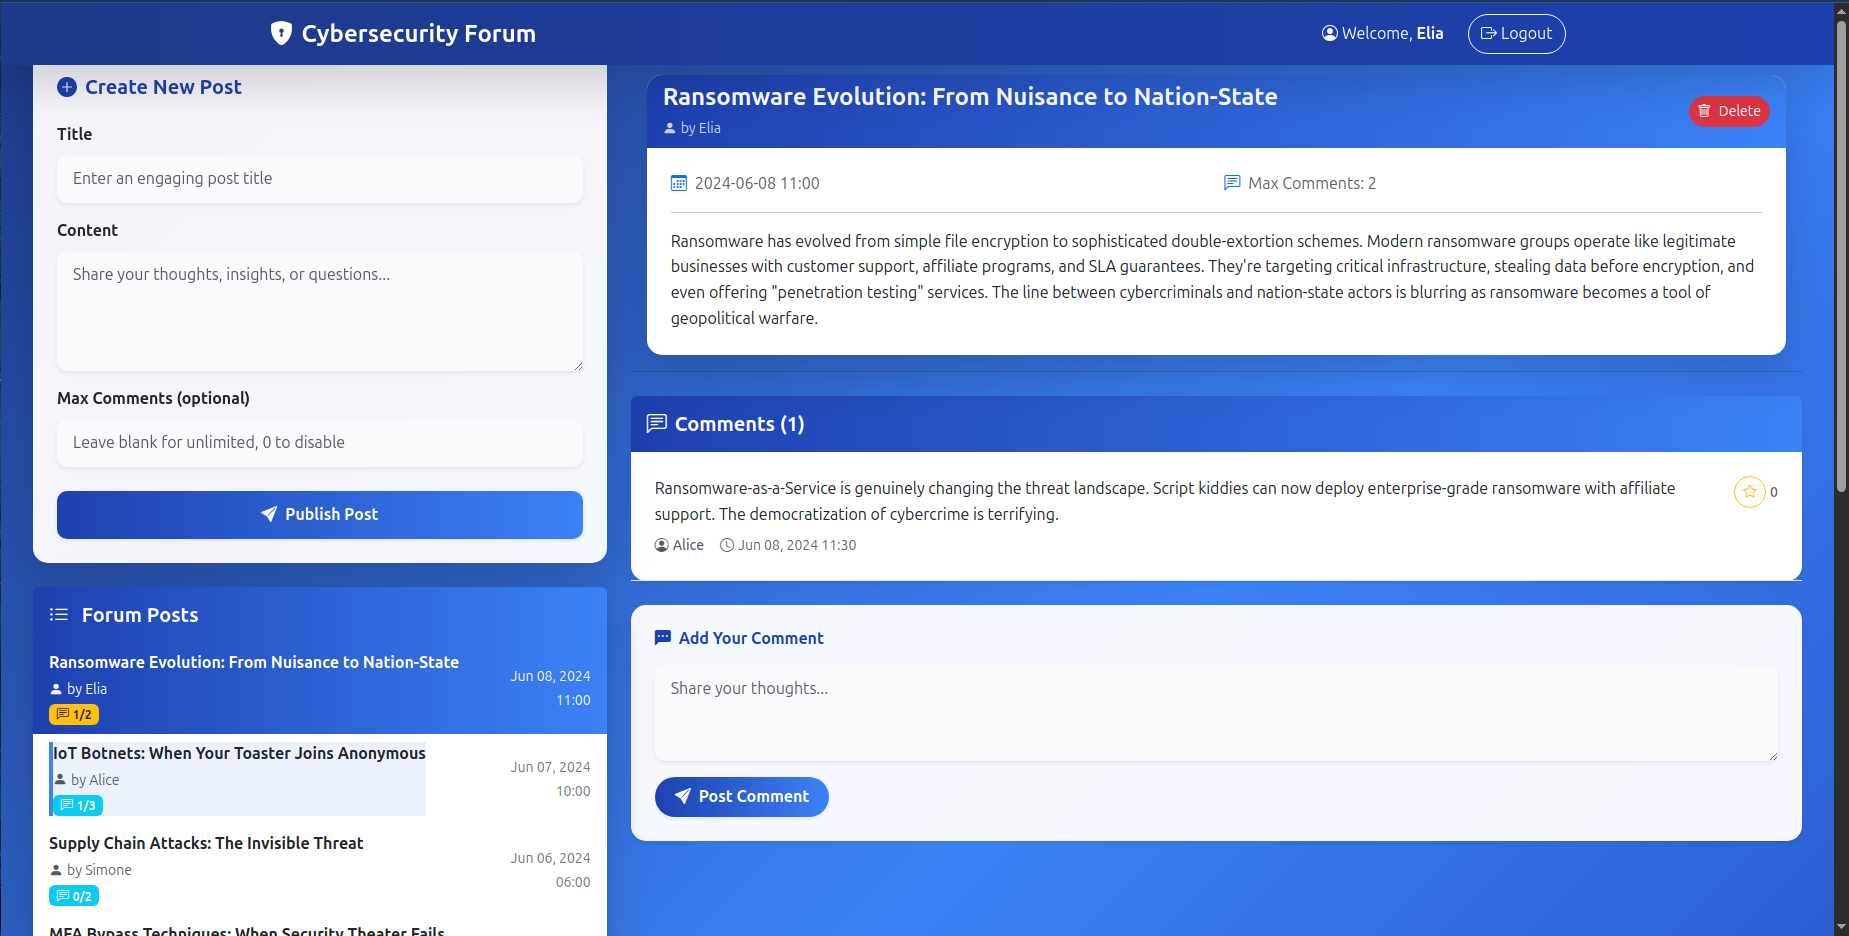 Cybersecurity Forum
Welcome, Elia
Logout
Create New Post
Title
Enter an engaging post title
Content
Share your thoughts, insights, or questions...
Max Comments (optional)
Leave blank for unlimited, 0 to disable
Publish Post
Forum Posts
Ransomware Evolution: From Nuisance to Nation-State
by Elia
1/2
Jun 08, 2024
11:00
IoT Botnets: When Your Toaster Joins Anonymous
by Alice
1/3
Jun 07, 2024
10:00
Supply Chain Attacks: The Invisible Threat
by Simone
0/2
Jun 06, 2024
06:00
MFA Bypass Techniques: When Security Theater Fails
Ransomware Evolution: From Nuisance to Nation-State
by Elia
Delete
2024-06-08 11:00
Max Comments: 2
Ransomware has evolved from simple file encryption to sophisticated double-extortion schemes. Modern ransomware groups operate like legitimate
businesses with customer support, affiliate programs, and SLA guarantees. They're targeting critical infrastructure, stealing data before encryption, and
even offering "penetration testing" services. The line between cybercriminals and nation-state actors is blurring as ransomware becomes a tool of
geopolitical warfare.
Comments (1)
Ransomware-as-a-Service is genuinely changing the threat landscape. Script kiddies can now deploy enterprise-grade ransomware with affiliate
support. The democratization of cybercrime is terrifying.
0
Alice
Jun 08, 2024 11:30
Add Your Comment
Share your thoughts...
Post Comment